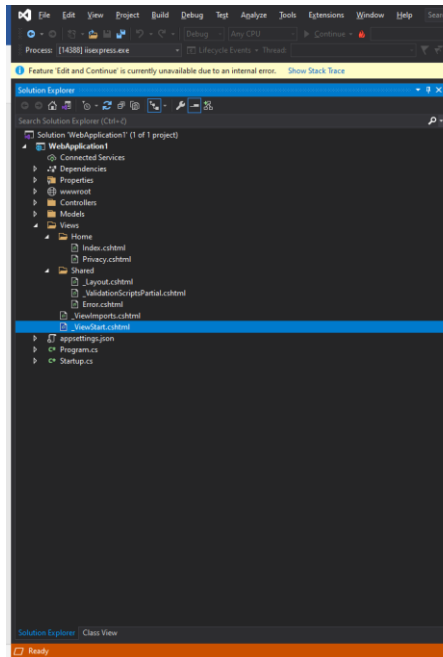 File Edit View Project Build Debug Test Analyze Tools Extensions Window Help Sear
Debug Any CPU Continue
Process: [14388] iisexpress.exe Lifecycle Events Thread:
Feature 'Edit and Continue' is currently unavailable due to an internal error. Show Stack Trace
Solution Explorer
Search Solution Explorer (Ctrl+č)
Solution 'WebApplication1' (1 of 1 project)
WebApplication1
Connected Services
Dependencies
Properties
wwwroot
Controllers
Models
Views
Home
Index.cshtml
Privacy.cshtml
Shared
_Layout.cshtml
_ValidationScriptsPartial.cshtml
Error.cshtml
_ViewImports.cshtml
_ViewStart.cshtml
appsettings.json
C# Program.cs
C# Startup.cs
Solution Explorer Class View
Ready